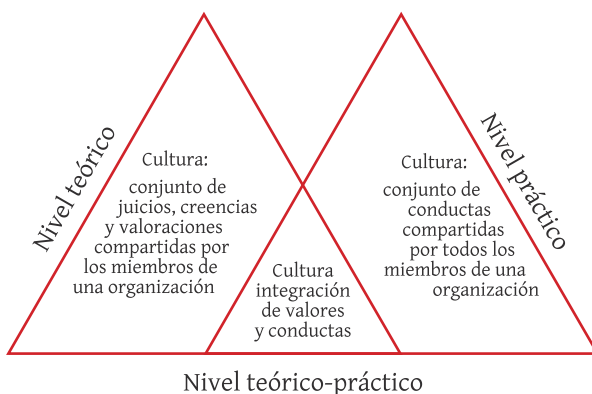 Nivel teórico
Cultura:
conjunto de
juicios, creencias
y valoraciones
compartidas por
los miembros de
una organización
Cultura
integración
de valores
y conductas
Cultura:
conjunto de
conductas
compartidas
por todos los
miembros de una
organización
Nivel práctico
Nivel teórico-práctico